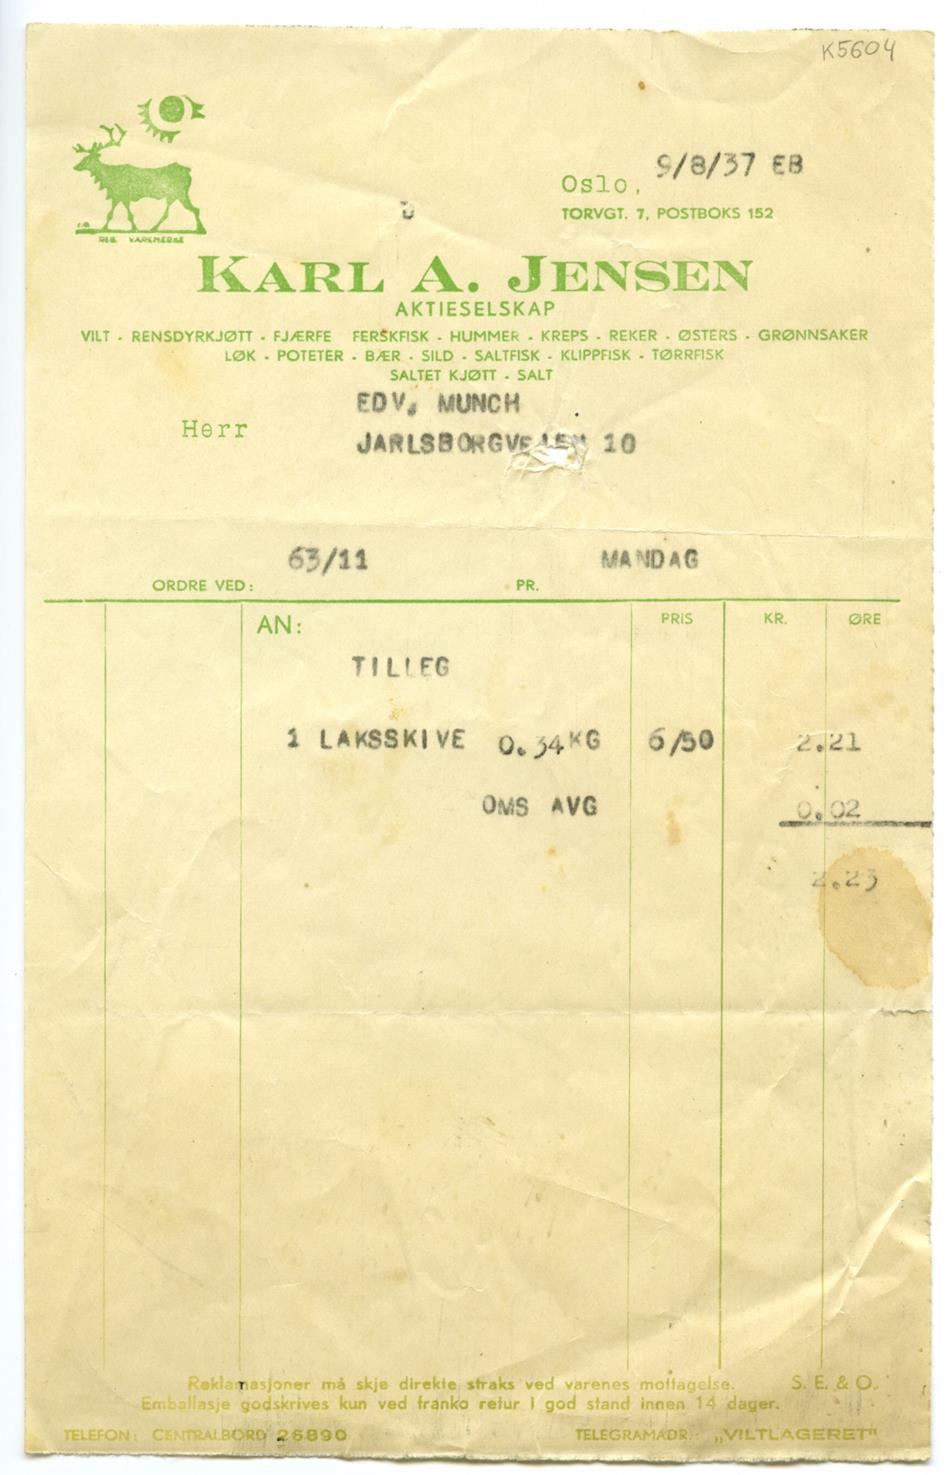 K5604
9/8/37 EB
Oslo,
TORVGT. 7, POSTBOKS 152
REG. VAREMERKE
KARL A. JENSEN
AKTIESELSKAP
VILT - RENSDYRKJØTT - FJÆRFE FERSKFISK - HUMMER - KREPS - REKER - ØSTERS - GRØNNSAKER
LØK - POTETER - BÆR - SILD - SALTFISK - KLIPPFISK - TØRRFISK
SALTET KJØTT - SALT
EDV. MUNCH
Herr
JARLSBORGVEJEN 10
63/11 MANDAG
ORDRE VED: PR.
AN: PRIS KR. ØRE
TILLEG
1 LAKSSKIVE 0.34KG 6/50 2.21
OMS AVG 0.02
2.23
Reklamasjoner må skje direkte straks ved varenes mottagelse. S. E. & O.
Emballasje godskrives kun ved franko retur i god stand innen 14 dager.
TELEFON: CENTRALBORD 26890 TELEGRAMADR.: „VILTLAGERET"